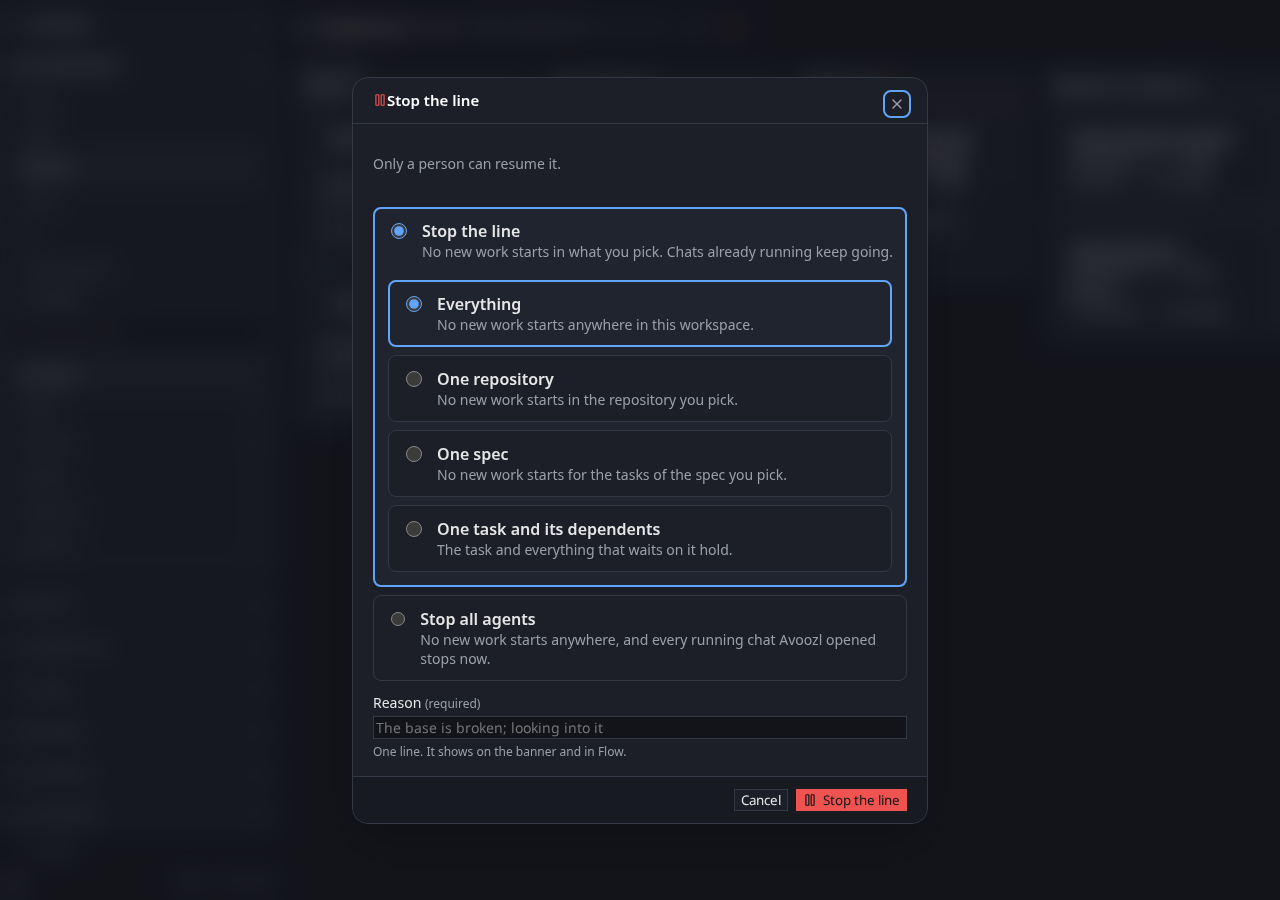 Stop the line
Only a person can resume it.
Stop the line
No new work starts in what you pick. Chats already running keep going.
Everything
No new work starts anywhere in this workspace.
One repository
No new work starts in the repository you pick.
One spec
No new work starts for the tasks of the spec you pick.
One task and its dependents
The task and everything that waits on it hold.
Stop all agents
No new work starts anywhere, and every running chat Avoozl opened
stops now.
Reason (required)
The base is broken; looking into it
One line. It shows on the banner and in Flow.
Cancel
Stop the line